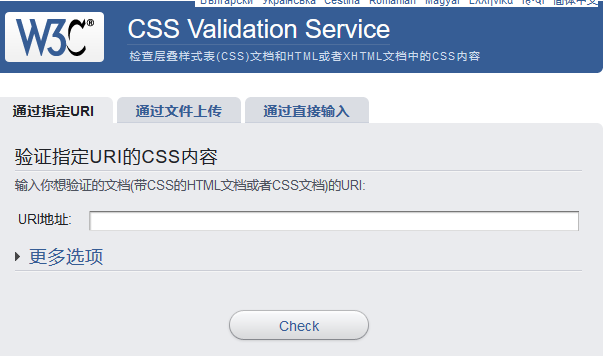 Български Українська Čeština Romanian Magyar Ελληνικά हिन्दी 简体中文
W3C®
CSS Validation Service
检查层叠样式表(CSS)文档和HTML或者XHTML文档中的CSS内容
通过指定URI 通过文件上传 通过直接输入
验证指定URI的CSS内容
输入你想验证的文档(带CSS的HTML文档或者CSS文档)的URI:
URI地址:
更多选项
Check